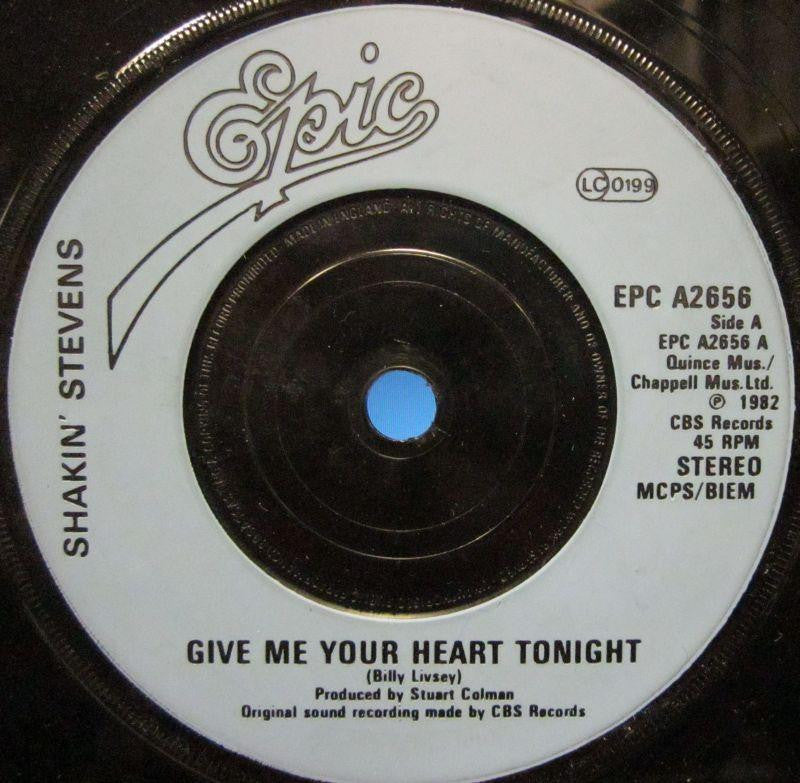 Epic
LC 0199
SHAKIN' STEVENS
MADE IN ENGLAND · ALL RIGHTS OF MANUFACTURER AND OF OWNER OF THE RECORDED
PROHIBITED
EPC A2656
Side A
EPC A2656 A
Quince Mus./
Chappell Mus.Ltd.
℗ 1982
CBS Records
45 RPM
STEREO
MCPS/BIEM
GIVE ME YOUR HEART TONIGHT
(Billy Livsey)
Produced by Stuart Colman
Original sound recording made by CBS Records